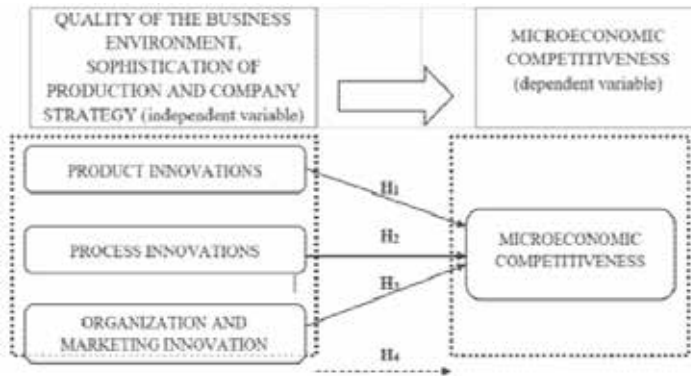 QUALITY OF THE BUSINESS
ENVIRONMENT,
SOPHISTICATION OF
PRODUCTION AND COMPANY
STRATEGY (independent variable)
MICROECONOMIC
COMPETITIVENESS
(dependent variable)
PRODUCT INNOVATIONS
H1
PROCESS INNOVATIONS
H2
MICROECONOMIC
COMPETITIVENESS
H3
ORGANIZATION AND
MARKETING INNOVATION
H4